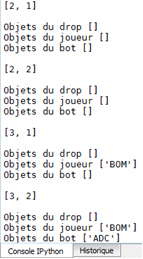 [2, 1]
Objets du drop []
Objets du joueur []
Objets du bot []
[2, 2]
Objets du drop []
Objets du joueur []
Objets du bot []
[3, 1]
Objets du drop []
Objets du joueur ['BOM']
Objets du bot []
[3, 2]
Objets du drop []
Objets du joueur ['BOM']
Objets du bot ['ADC']
Console IPython Historique